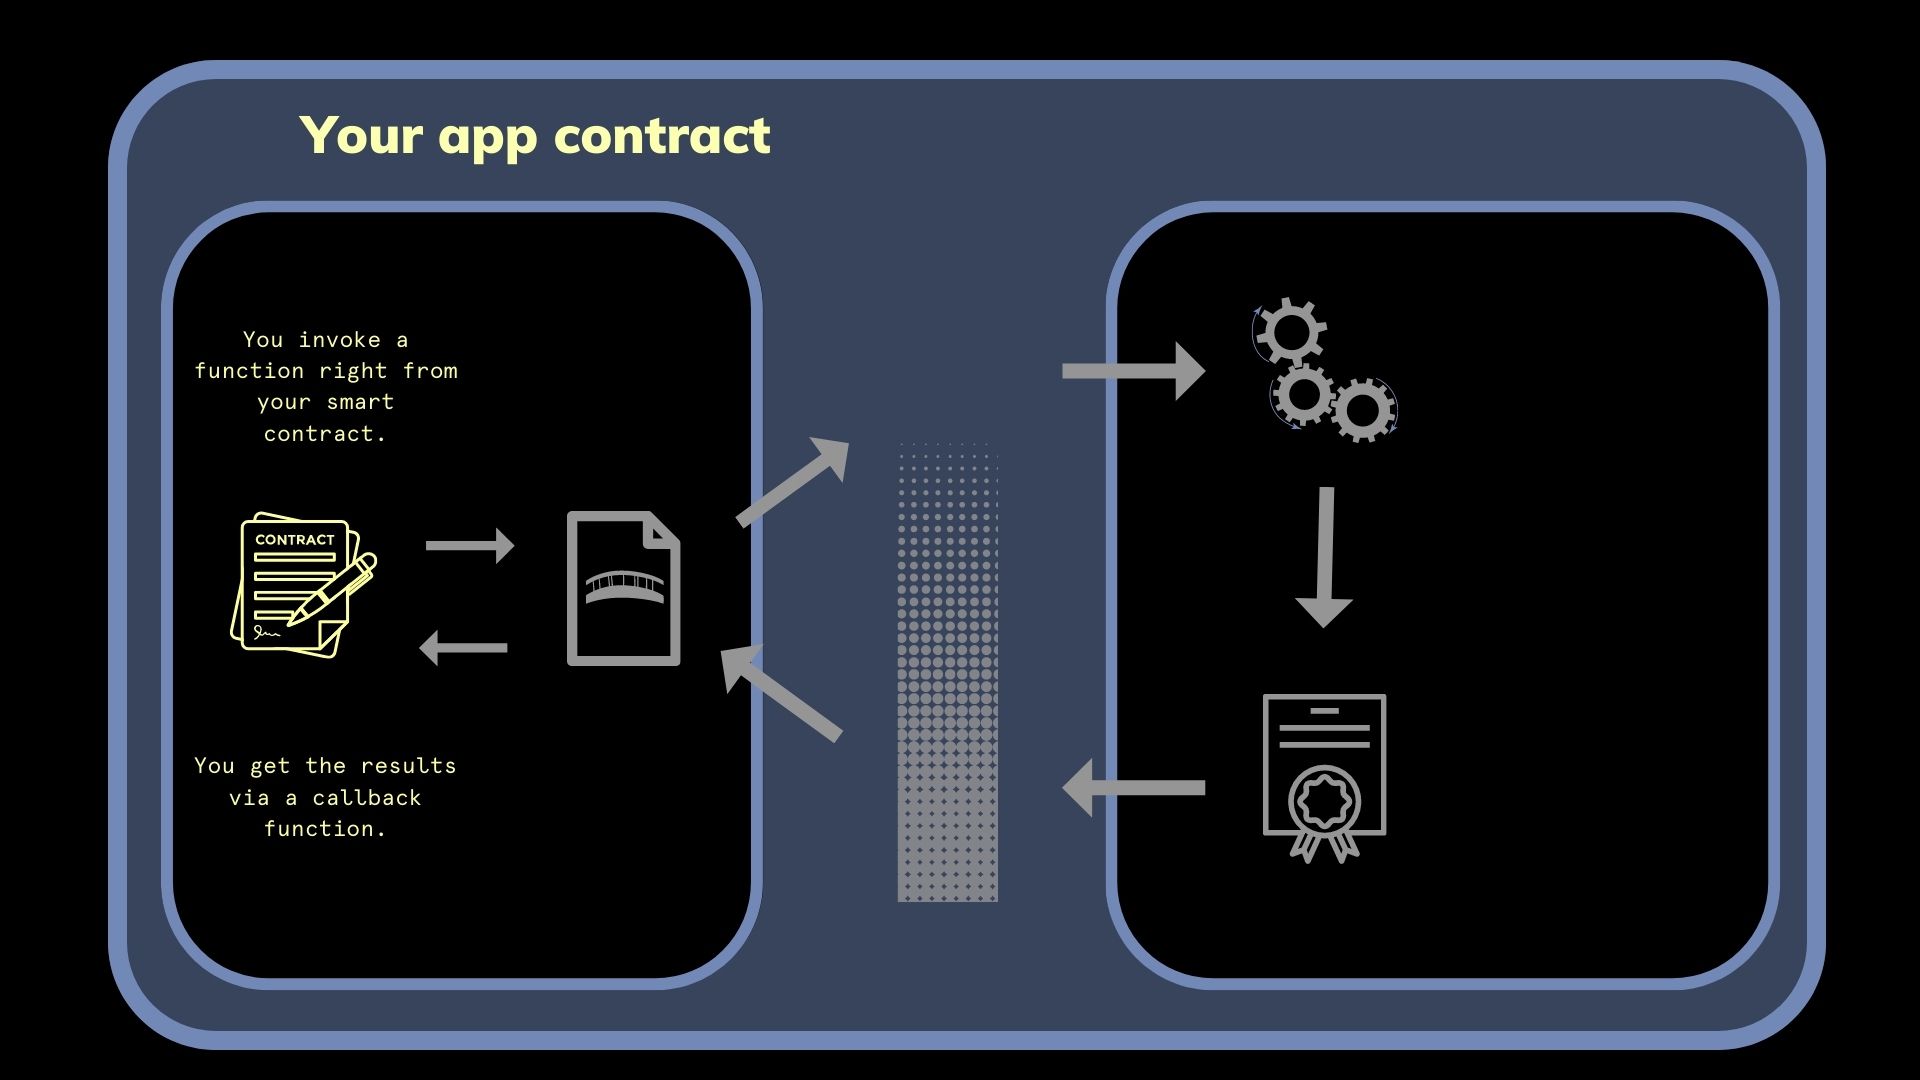 Your app contract
You invoke a
function right from
your smart
contract.
CONTRACT
You get the results
via a callback
function.